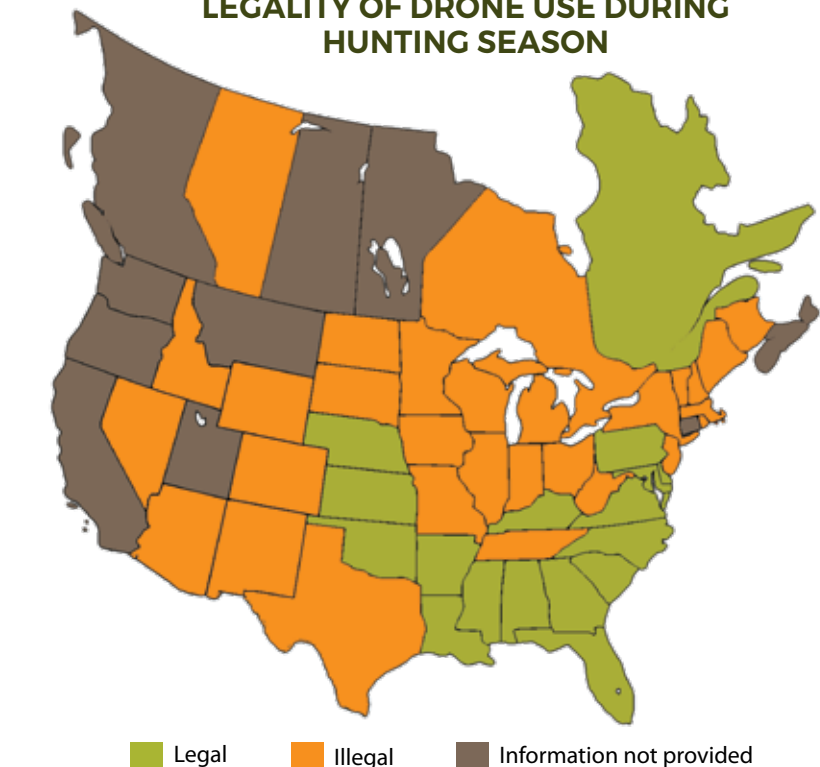 LEGALITY OF DRONE USE DURING
HUNTING SEASON
Legal
Illegal
Information not provided